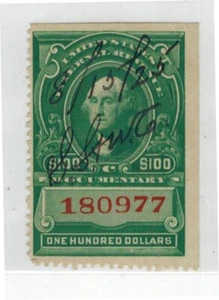 UNITED STATES
INTERNAL REVENUE
$100 $100
DOCUMENTARY
180977
ONE HUNDRED DOLLARS